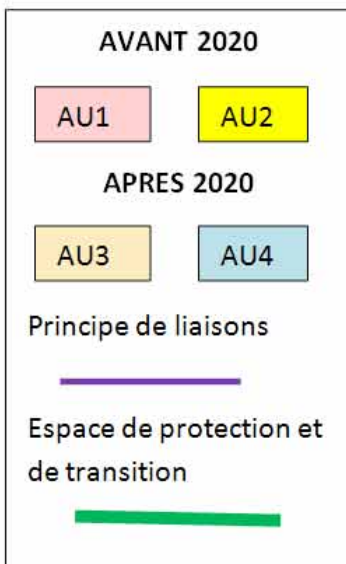 AVANT 2020
AU1 AU2
APRES 2020
AU3 AU4
Principe de liaisons
Espace de protection et
de transition